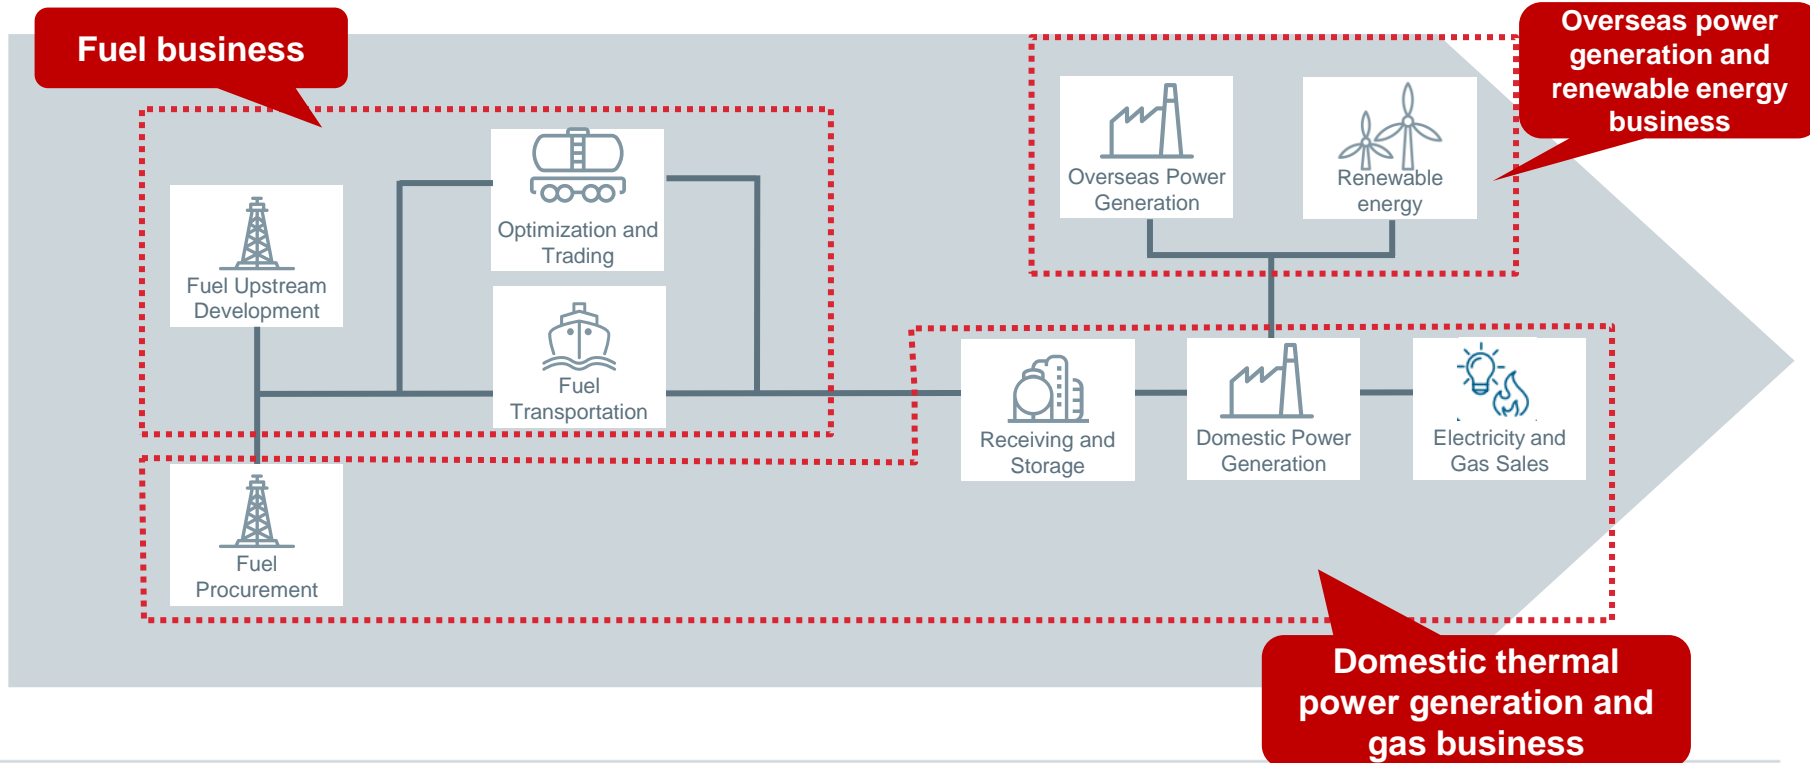 Fuel business
Overseas power
generation and
renewable energy
business
Overseas Power
Generation
Renewable
energy
Optimization and
Trading
Fuel Upstream
Development
Fuel
Transportation
Receiving and
Storage
Domestic Power
Generation
Electricity and
Gas Sales
Fuel
Procurement
Domestic thermal
power generation and
gas business